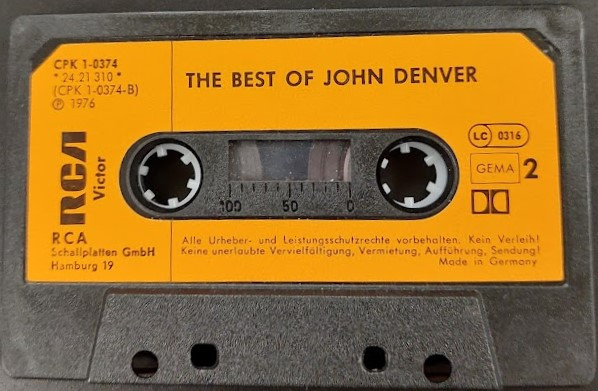 CPK 1-0374
* 24.21 310 *
(CPK 1-0374-B)
Ⓟ 1976
THE BEST OF JOHN DENVER
LC 0316
GEMA 2
RCA
Victor
100 50 0
RCA
Schallplatten GmbH
Hamburg 19
Alle Urheber- und Leistungsschutzrechte vorbehalten. Kein Verleih!
Keine unerlaubte Vervielfältigung, Vermietung, Aufführung, Sendung!
Made in Germany